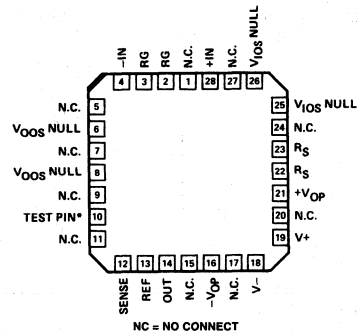 –IN
RG
RG
N.C.
+IN
N.C.
VIOS NULL
4 3 2 1 28 27 26
N.C. 5
VOOS NULL 6
N.C. 7
VOOS NULL 8
N.C. 9
TEST PIN* 10
N.C. 11
25 VIOS NULL
24 N.C.
23 RS
22 RS
21 +VOP
20 N.C.
19 V+
12 13 14 15 16 17 18
SENSE
REF
OUT
N.C.
–VOP
N.C.
V–
NC = NO CONNECT